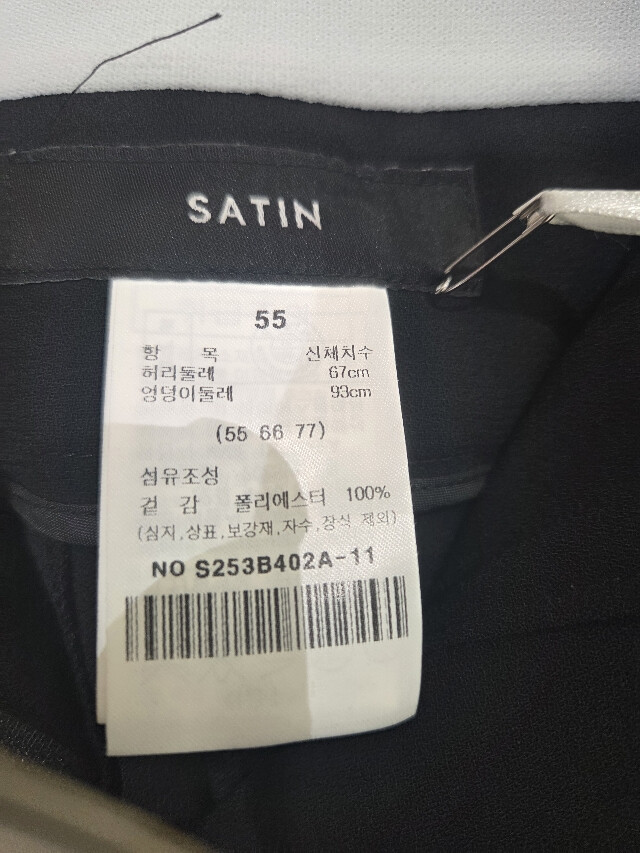 SATIN
55
항 목 신체치수
허리둘레 67cm
엉덩이둘레 93cm
(55 66 77)
섬유조성
겉 감 폴리에스터 100%
(심지,상표,보강재,자수,장식 제외)
NO S253B402A-11